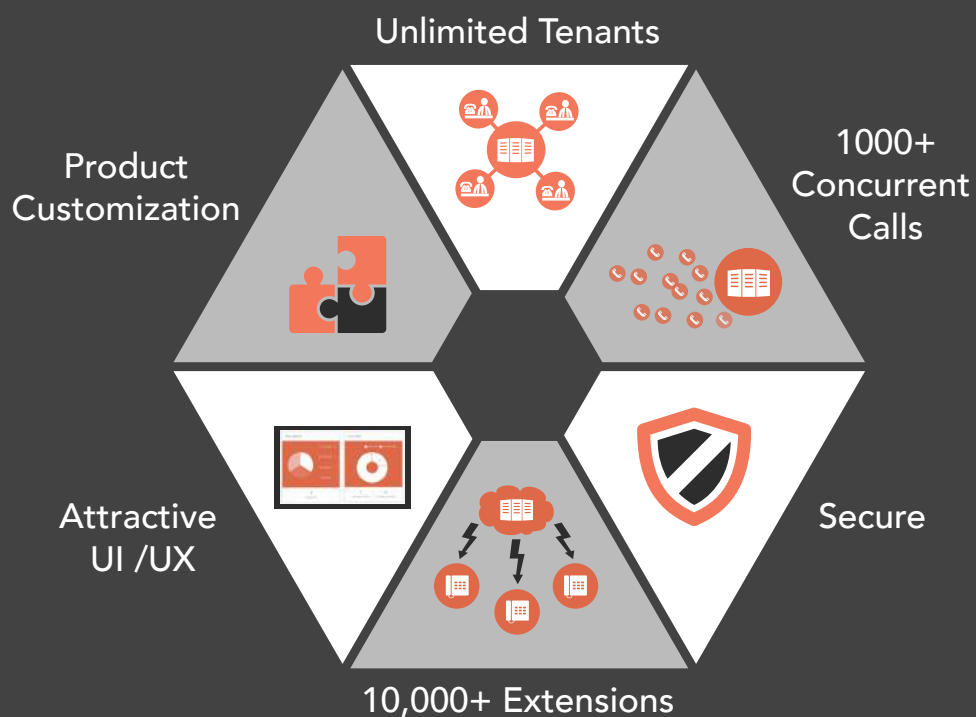 Unlimited Tenants
Product
Customization
1000+
Concurrent
Calls
Attractive
UI /UX
Secure
10,000+ Extensions